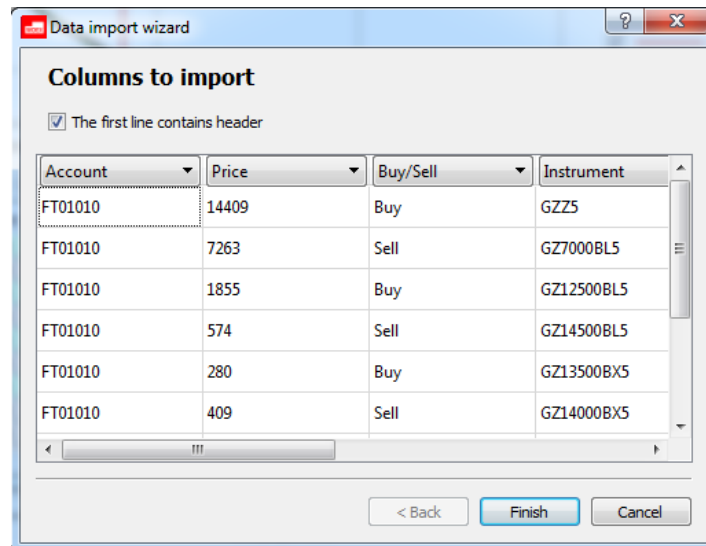 Data import wizard
Columns to import
The first line contains header
Account Price Buy/Sell Instrument
FT01010 14409 Buy GZZ5
FT01010 7263 Sell GZ7000BL5
FT01010 1855 Buy GZ12500BL5
FT01010 574 Sell GZ14500BL5
FT01010 280 Buy GZ13500BX5
FT01010 409 Sell GZ14000BX5
< Back Finish Cancel